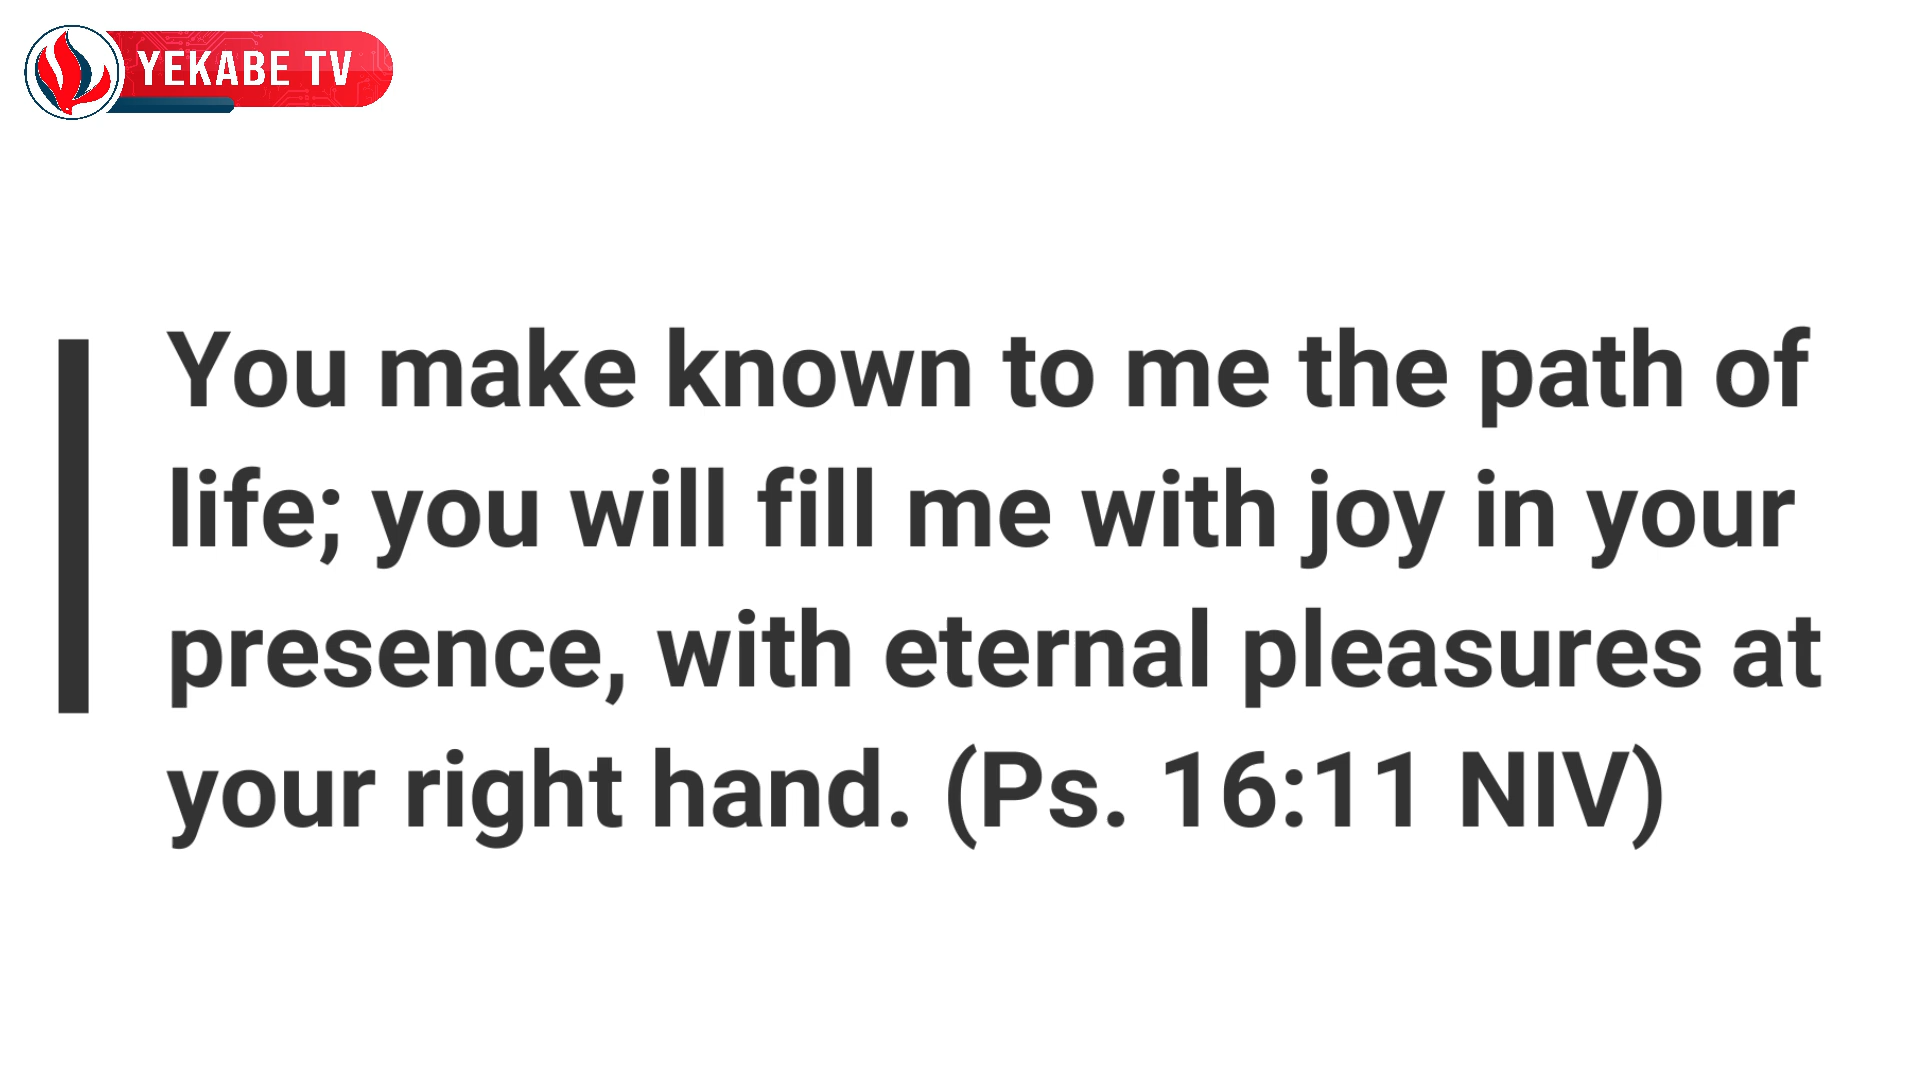 YEKABE TV
You make known to me the path of
life; you will fill me with joy in your
presence, with eternal pleasures at
your right hand. (Ps. 16:11 NIV)